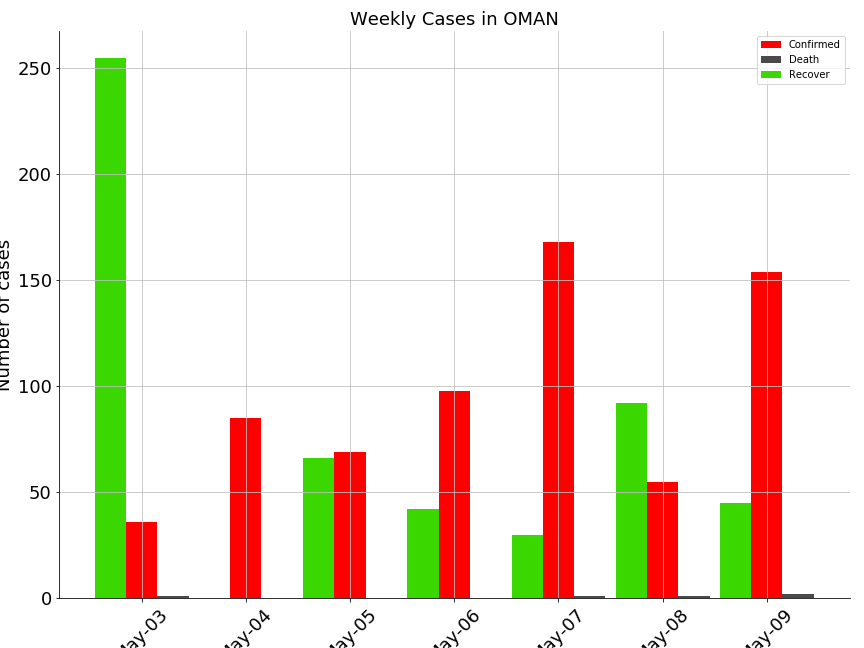 Weekly Cases in OMAN
Confirmed
Death
Recover
250
200
150
100
50
0
Number of cases
May-03
May-04
May-05
May-06
May-07
May-08
May-09